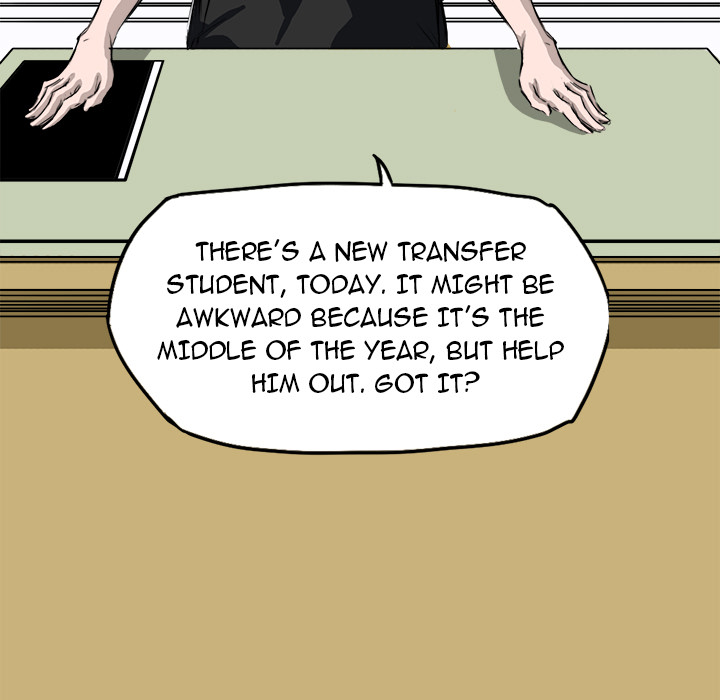 THERE'S A NEW TRANSFER
STUDENT, TODAY. IT MIGHT BE
AWKWARD BECAUSE IT'S THE
MIDDLE OF THE YEAR, BUT HELP
HIM OUT. GOT IT?